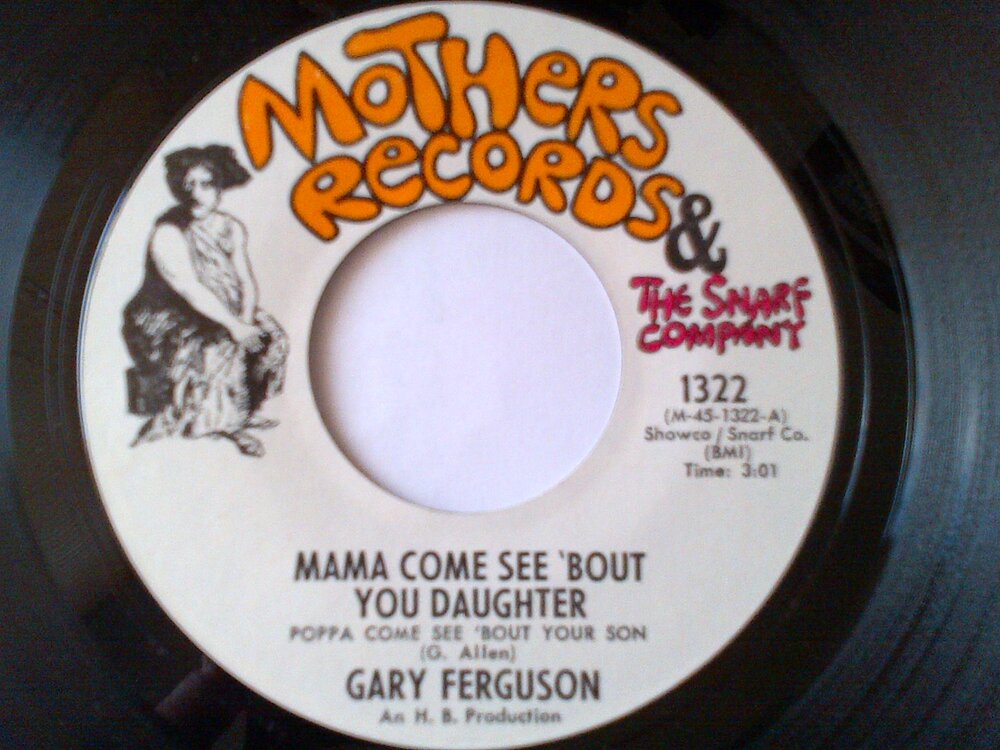 MOTHERS
RECORDS &
THE SNARF
COMPANY
1322
(M-45-1322-A)
Showco / Snarf Co.
(BMI)
Time: 3:01
MAMA COME SEE 'BOUT
YOU DAUGHTER
POPPA COME SEE 'BOUT YOUR SON
(G. Allen)
GARY FERGUSON
An H. B. Production